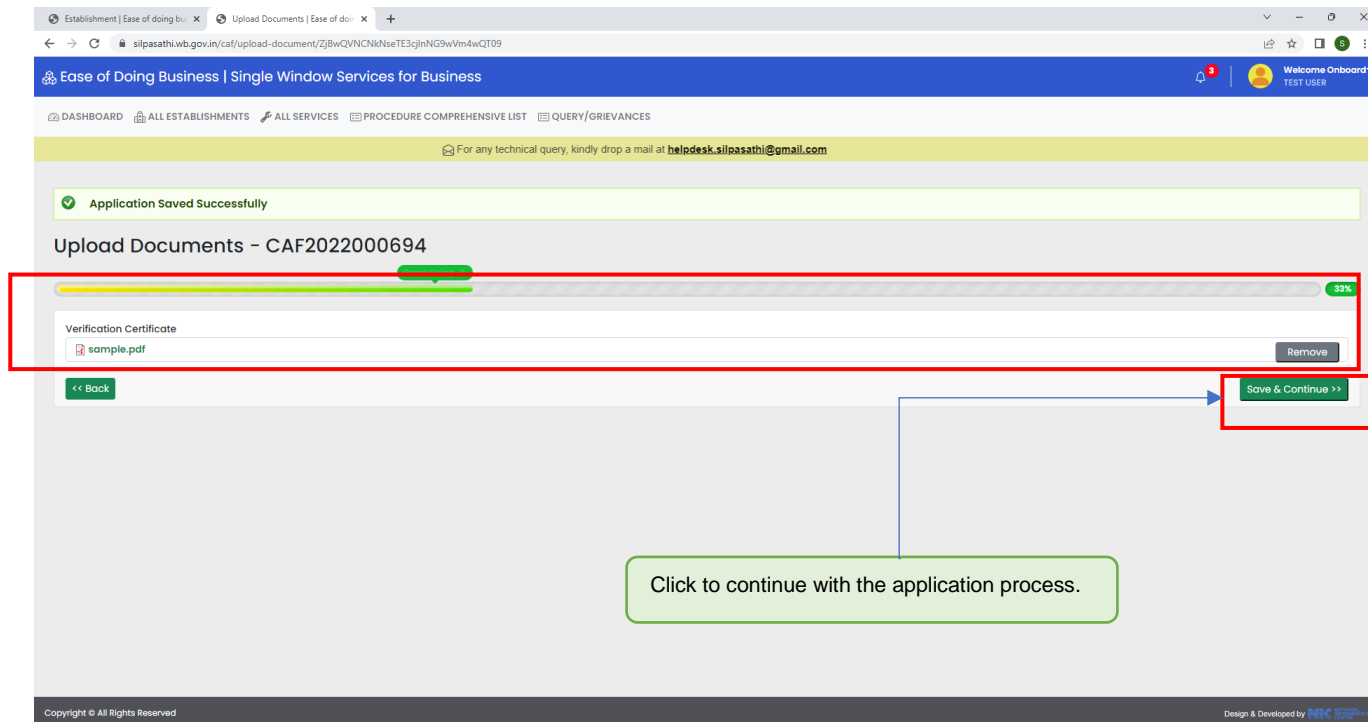 Establishment | Ease of doing bu
Upload Documents | Ease of doin
silpasathi.wb.gov.in/caf/upload-document/ZjBwQVNCNkNseTE3cjlnNG9wVm4wQT09
S
Ease of Doing Business | Single Window Services for Business
3
Welcome Onboard
TEST USER
DASHBOARD ALL ESTABLISHMENTS ALL SERVICES PROCEDURE COMPREHENSIVE LIST QUERY/GRIEVANCES
For any technical query, kindly drop a mail at helpdesk.silpasathi@gmail.com
Application Saved Successfully
Upload Documents - CAF2022000694
33%
Verification Certificate
sample.pdf
Remove
<< Back
Save & Continue >>
Click to continue with the application process.
Copyright © All Rights Reserved
Design & Developed by NIC